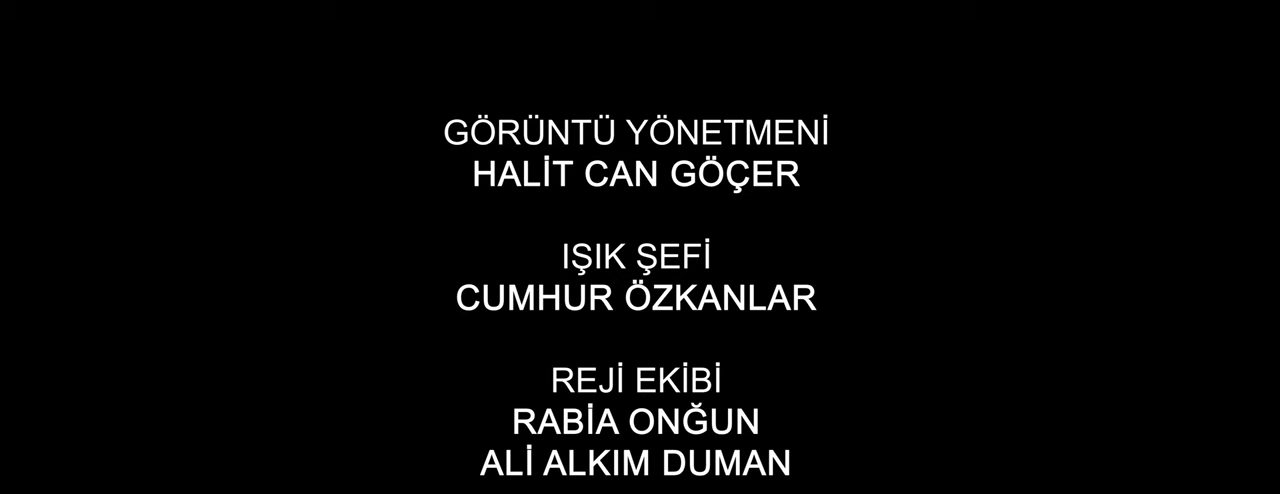 GÖRÜNTÜ YÖNETMENİ
HALİT CAN GÖÇER
IŞIK ŞEFİ
CUMHUR ÖZKANLAR
REJİ EKİBİ
RABİA ONĞUN
ALİ ALKIM DUMAN